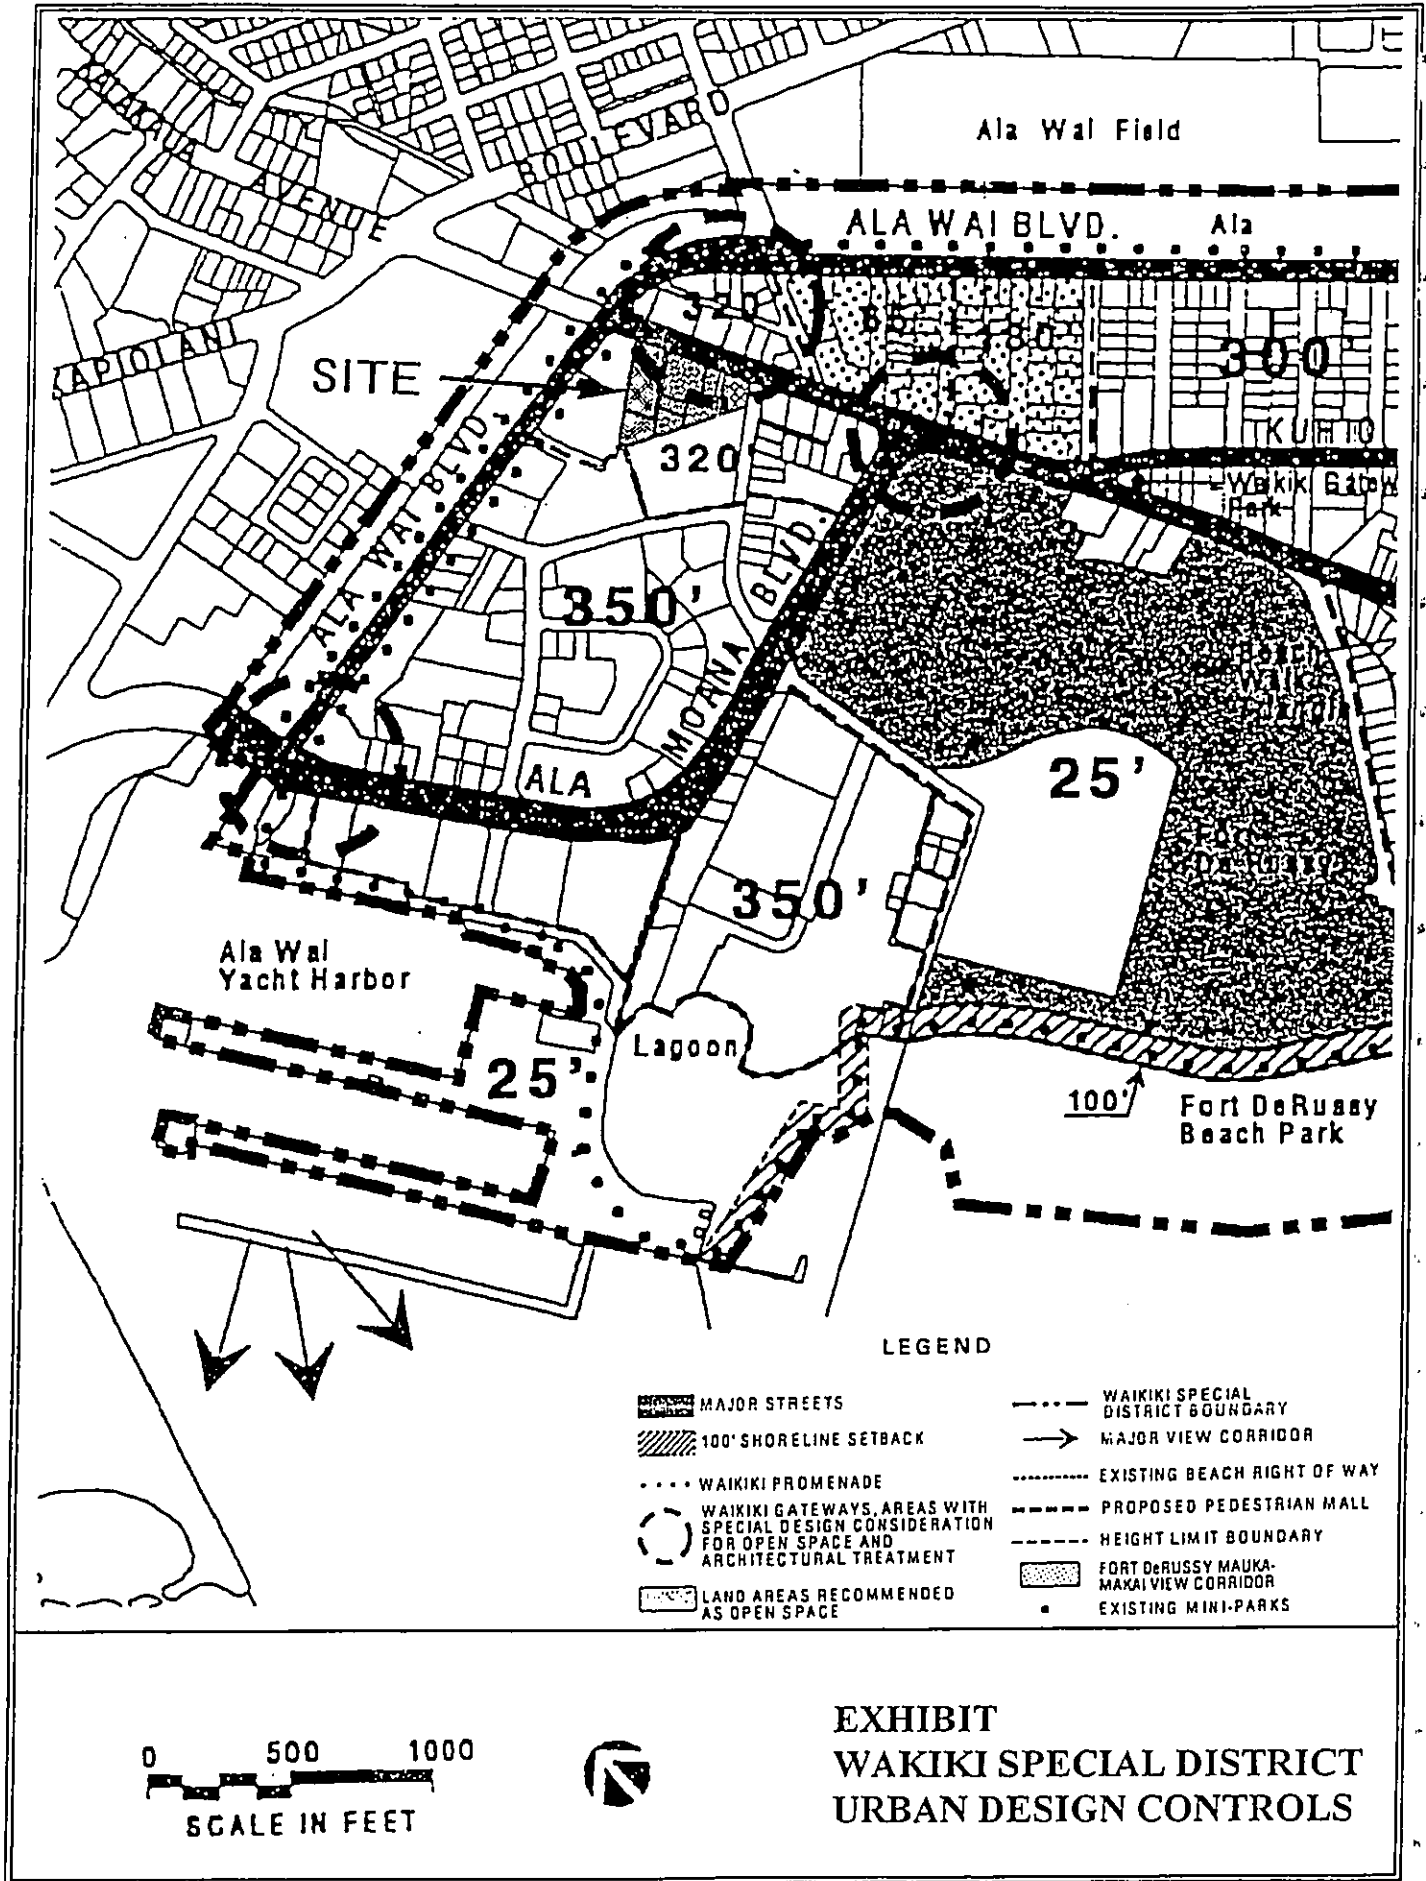 Ala Wai Field
KALAKAUA AVENUE
BOULEVARD
ALA WAI BLVD.
Ala
KAPIOLANI
SITE
320'
300'
KUHIO
320'
Waikiki Gatew
Park
ALA WAI BLVD.
350'
ALA MOANA BLVD.
25'
350'
Ala Wai
Yacht Harbor
Lagoon
25'
100'
Fort DeRussy
Beach Park
LEGEND
MAJOR STREETS
100' SHORELINE SETBACK
WAIKIKI PROMENADE
WAIKIKI GATEWAYS, AREAS WITH
SPECIAL DESIGN CONSIDERATION
FOR OPEN SPACE AND
ARCHITECTURAL TREATMENT
LAND AREAS RECOMMENDED
AS OPEN SPACE
WAIKIKI SPECIAL
DISTRICT BOUNDARY
MAJOR VIEW CORRIDOR
EXISTING BEACH RIGHT OF WAY
PROPOSED PEDESTRIAN MALL
HEIGHT LIMIT BOUNDARY
FORT DeRUSSY MAUKA-
MAKAI VIEW CORRIDOR
EXISTING MINI-PARKS
0 500 1000
SCALE IN FEET
EXHIBIT
WAKIKI SPECIAL DISTRICT
URBAN DESIGN CONTROLS